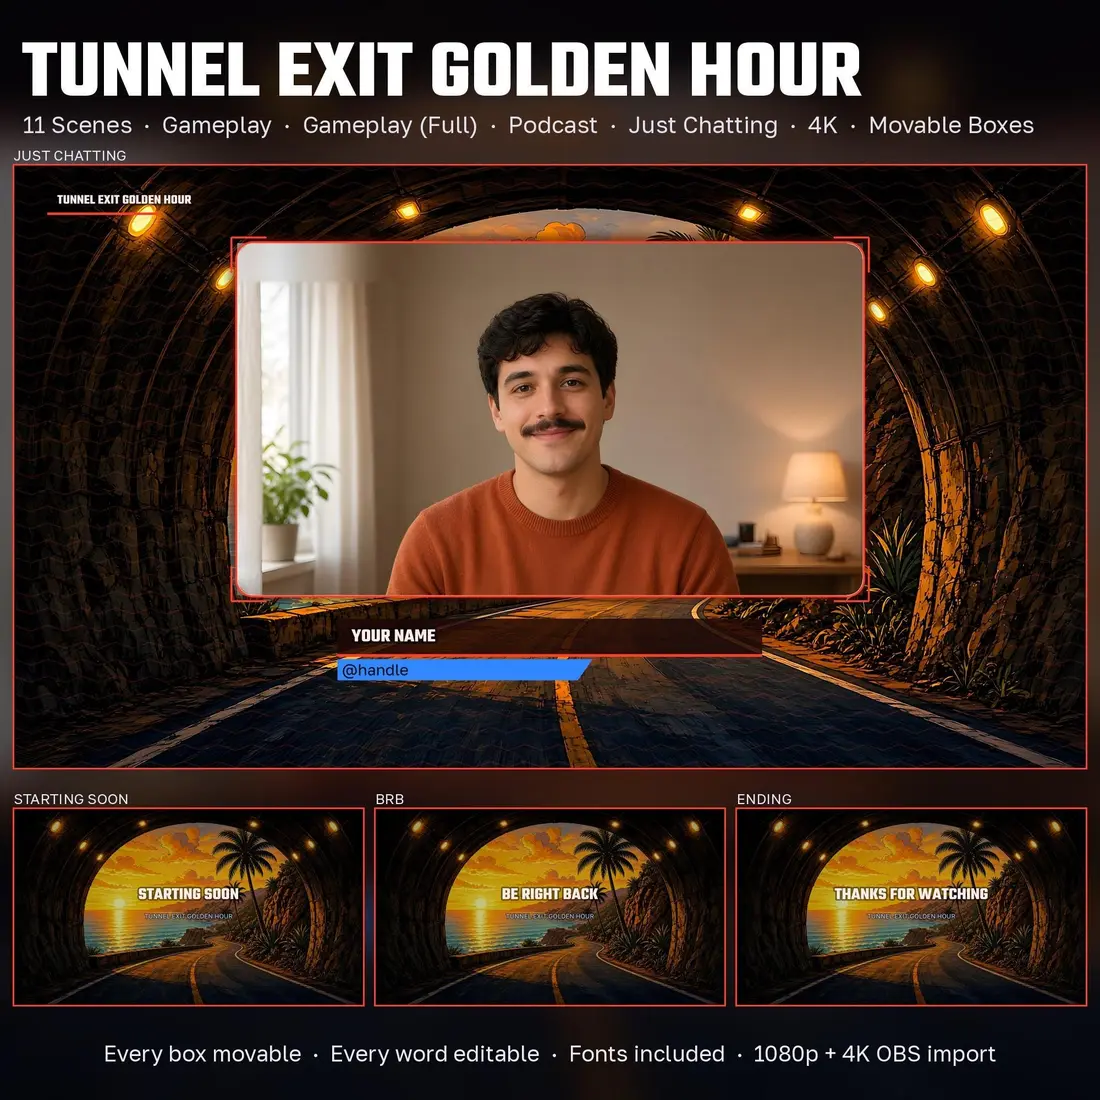 TUNNEL EXIT GOLDEN HOUR
11 Scenes · Gameplay · Gameplay (Full) · Podcast · Just Chatting · 4K · Movable Boxes
JUST CHATTING
TUNNEL EXIT GOLDEN HOUR
YOUR NAME
@handle
STARTING SOON
BRB
ENDING
STARTING SOON
TUNNEL EXIT GOLDEN HOUR
BE RIGHT BACK
TUNNEL EXIT GOLDEN HOUR
THANKS FOR WATCHING
TUNNEL EXIT GOLDEN HOUR
Every box movable · Every word editable · Fonts included · 1080p + 4K OBS import